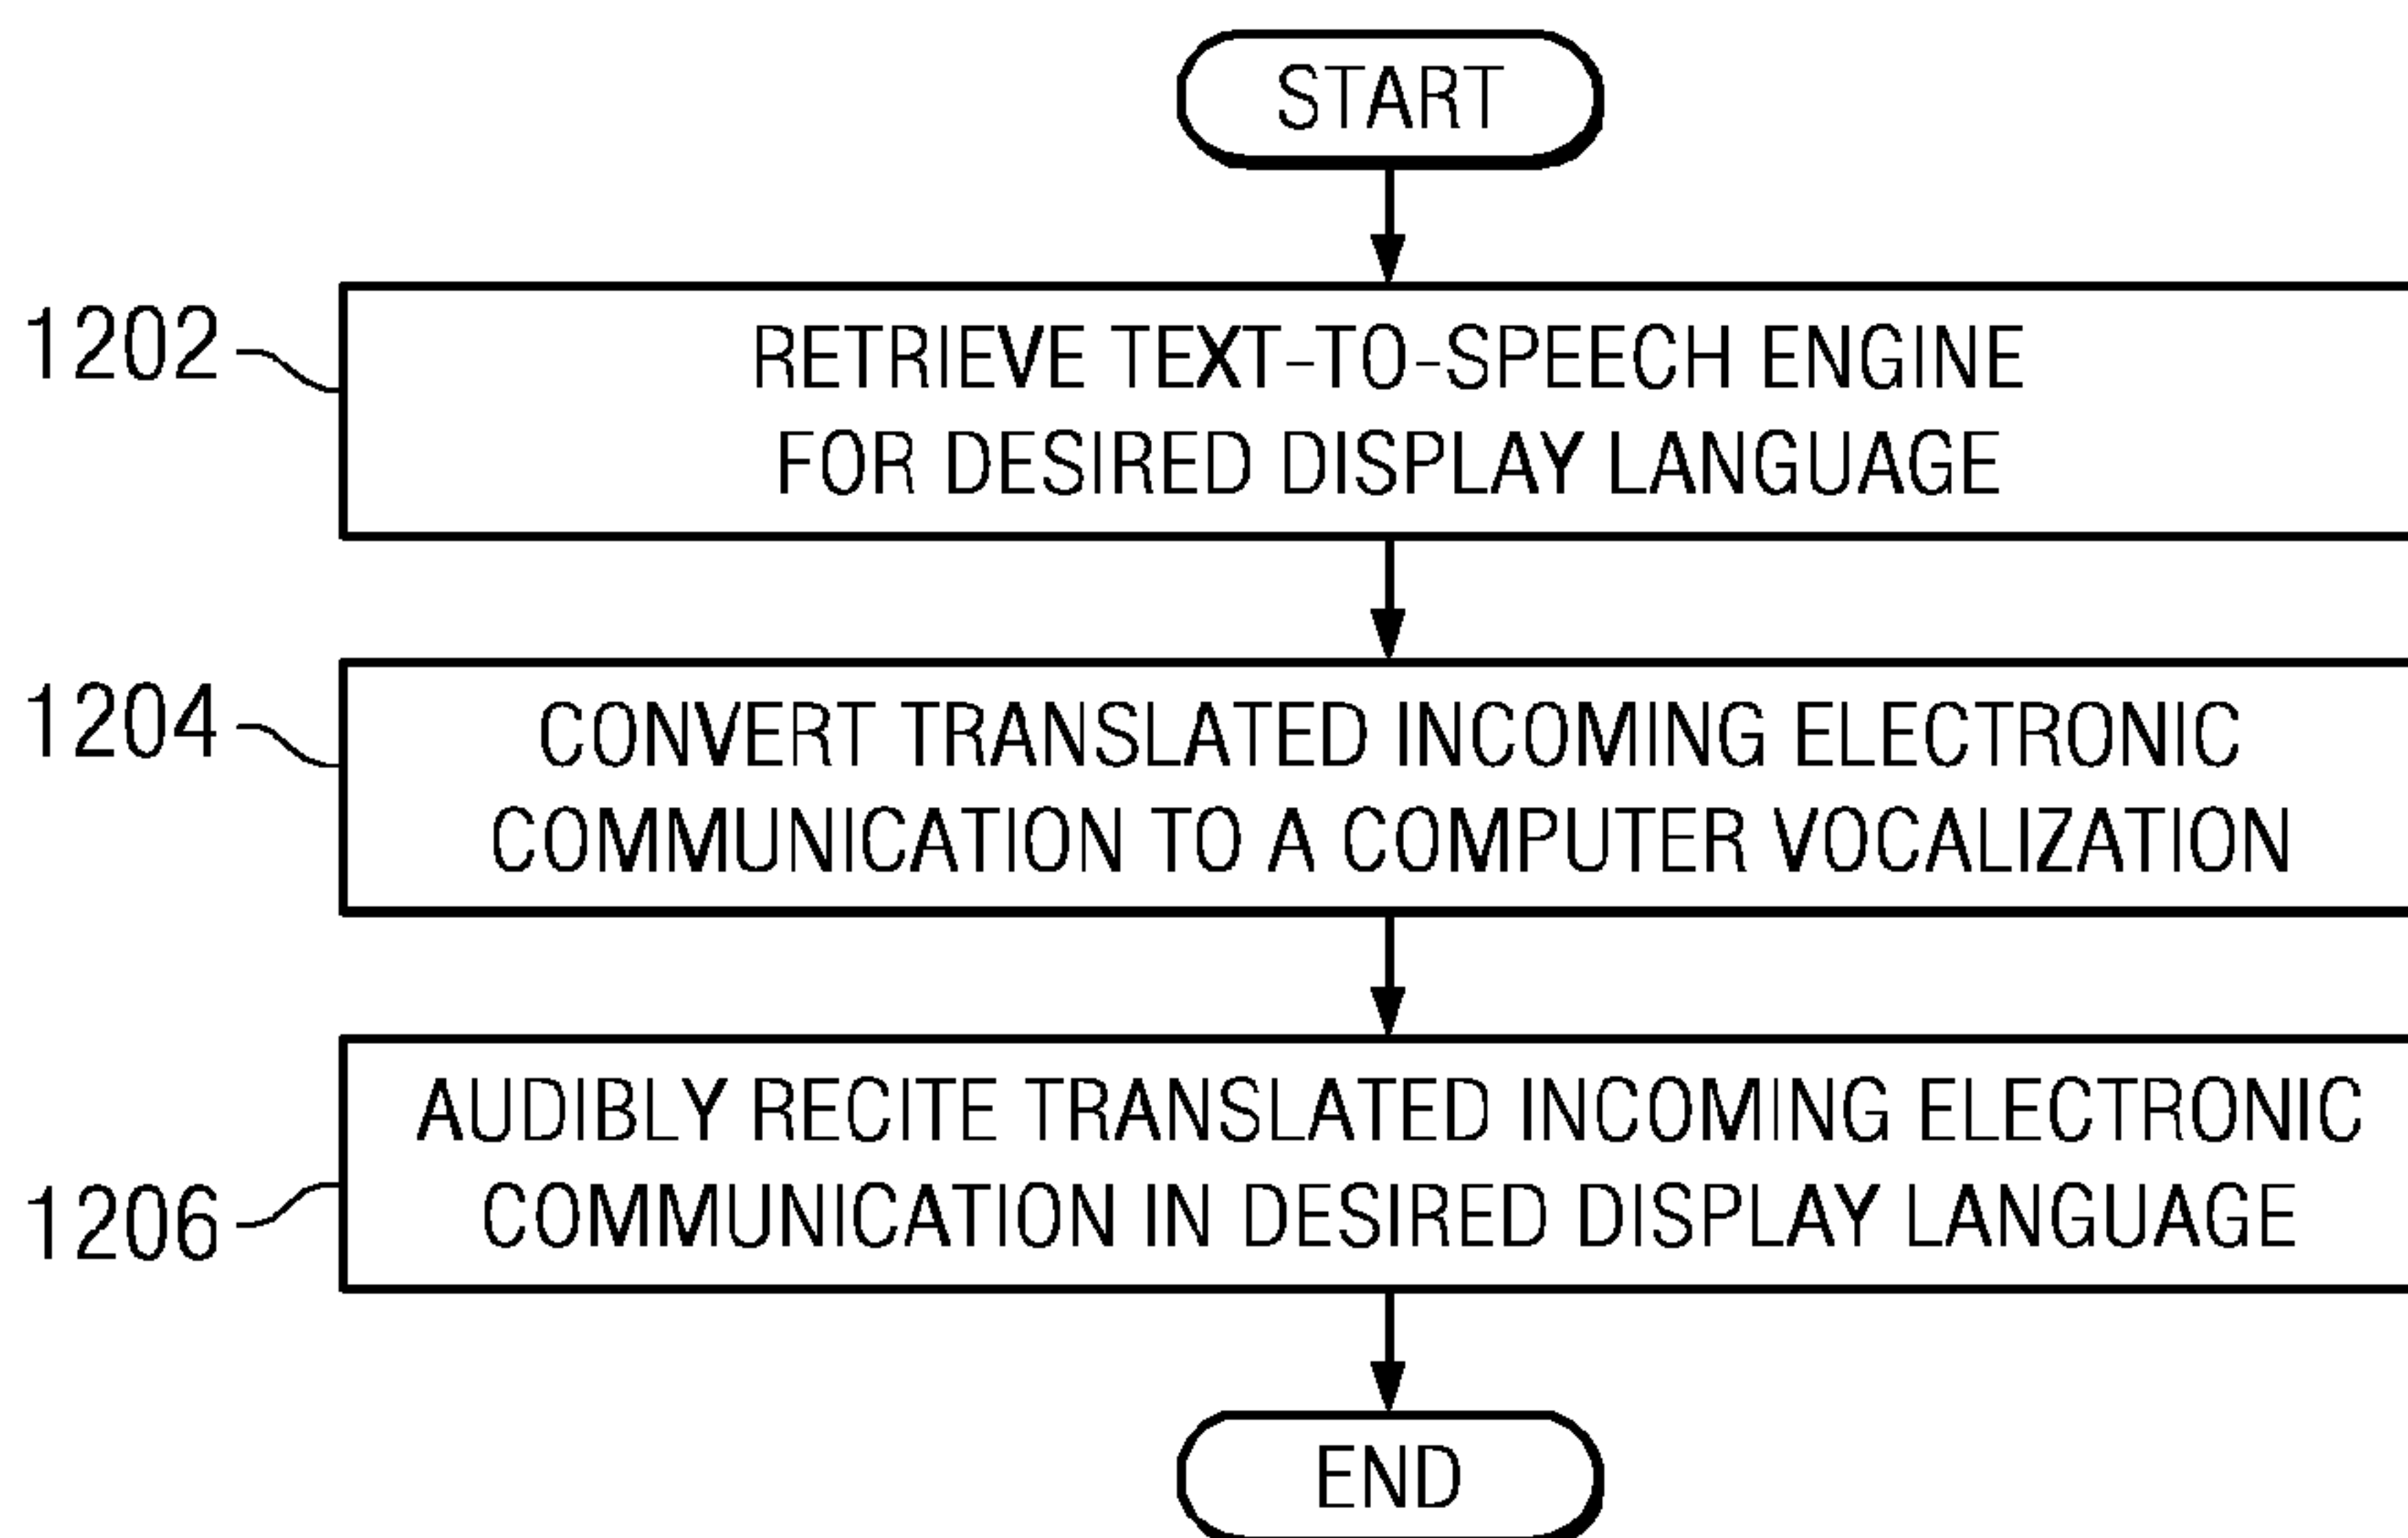 START
1202
RETRIEVE TEXT-TO-SPEECH ENGINE
FOR DESIRED DISPLAY LANGUAGE
1204
CONVERT TRANSLATED INCOMING ELECTRONIC
COMMUNICATION TO A COMPUTER VOCALIZATION
AUDIBLY RECITE TRANSLATED INCOMING ELECTRONIC
1206
COMMUNICATION IN DESIRED DISPLAY LANGUAGE
END